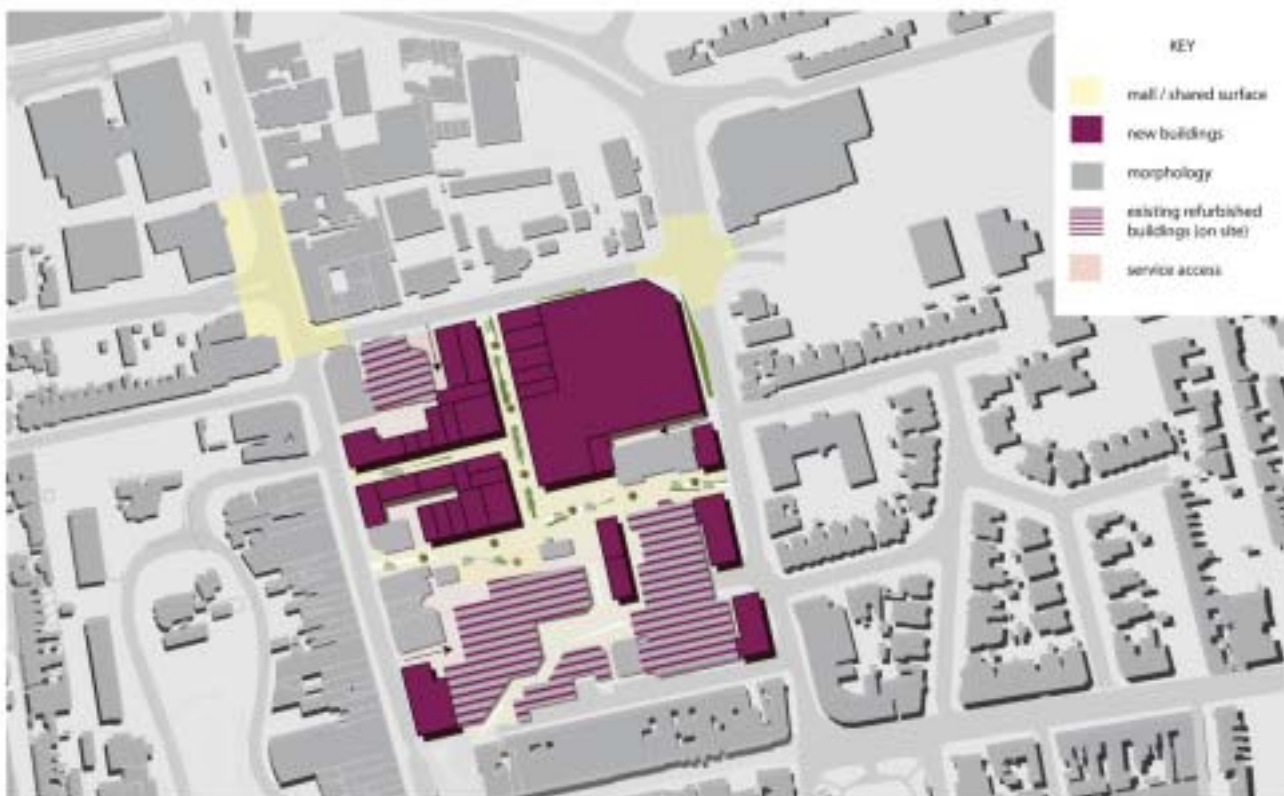 KEY
mall / shared surface
new buildings
morphology
existing refurbished
buildings (on site)
service access